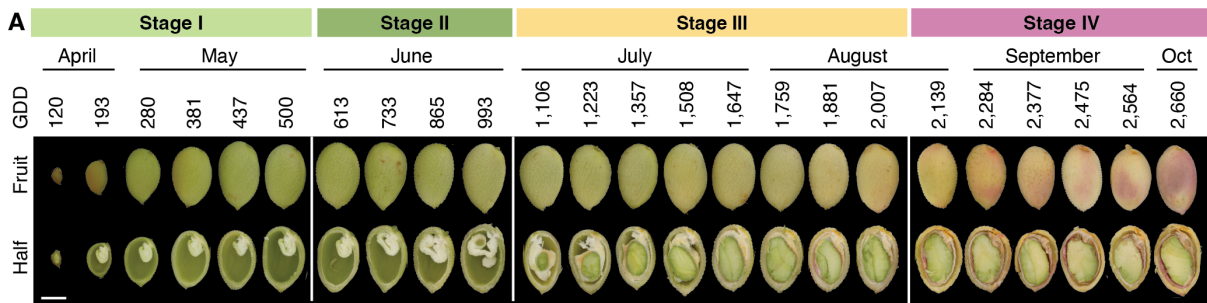 A
Stage I Stage II Stage III Stage IV
April May June July August September Oct
GDD 120 193 280 381 437 500 613 733 865 993 1,106 1,223 1,357 1,508 1,647 1,759 1,881 2,007 2,139 2,284 2,377 2,475 2,564 2,660
Fruit
Half